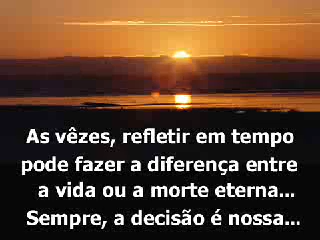 As vêzes, refletir em tempo
pode fazer a diferença entre
a vida ou a morte eterna...
Sempre, a decisão é nossa...